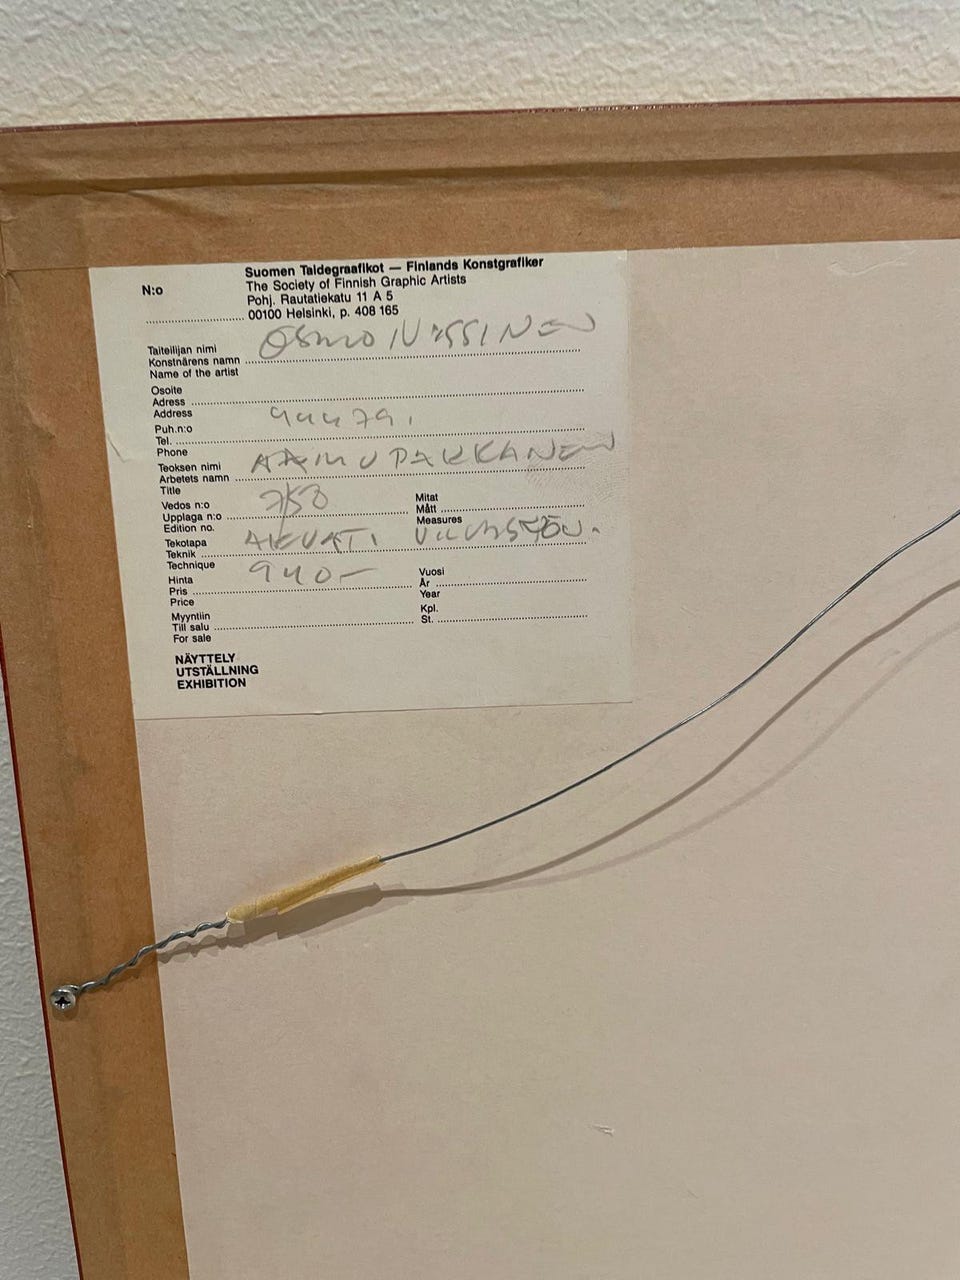 Suomen Taidegraafikot — Finlands Konstgrafiker
N:o
The Society of Finnish Graphic Artists
Pohj. Rautatiekatu 11 A 5
00100 Helsinki, p. 408 165
Taiteilijan nimi OSMO
Konstnärens namn
Name of the artist
Osoite
Adress
Address
Puh.n:o
Tel.
Phone
Teoksen nimi AAMUPAKKANEN
Arbetets namn
Title
Vedos n:o
Mitat
Upplaga n:o
Mått
Edition no.
Measures
Tekotapa
Teknik
Technique
Hinta 940-
Vuosi
Pris
År
Price
Year
Myyntiin
Kpl.
Till salu
St.
For sale
NÄYTTELY
UTSTÄLLNING
EXHIBITION